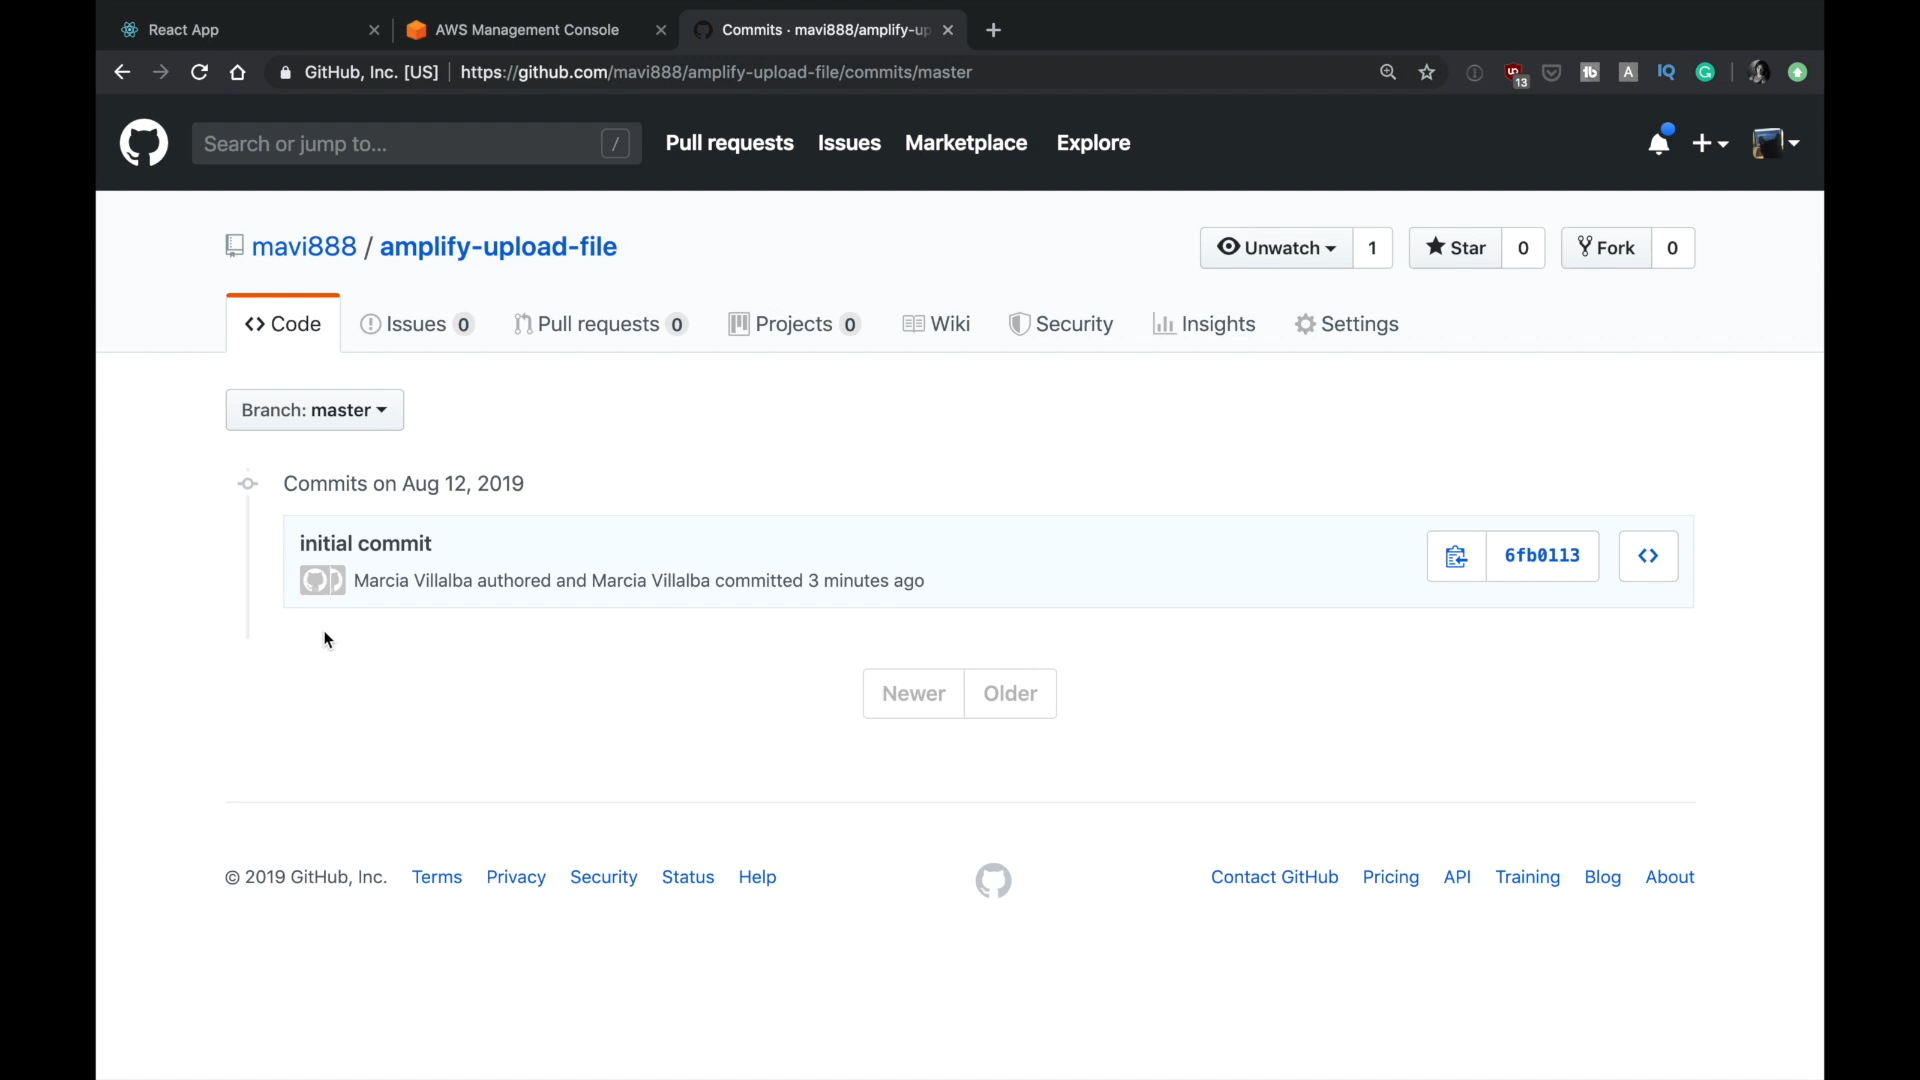 React App
AWS Management Console
Commits · mavi888/amplify-up
GitHub, Inc. [US] https://github.com/mavi888/amplify-upload-file/commits/master
13
tb
A
IQ
G
Search or jump to... /
Pull requests Issues Marketplace Explore
mavi888 / amplify-upload-file
Unwatch 1
Star 0
Fork 0
Code
Issues 0
Pull requests 0
Projects 0
Wiki
Security
Insights
Settings
Branch: master
Commits on Aug 12, 2019
initial commit
Marcia Villalba authored and Marcia Villalba committed 3 minutes ago
6fb0113
Newer Older
© 2019 GitHub, Inc. Terms Privacy Security Status Help
Contact GitHub Pricing API Training Blog About